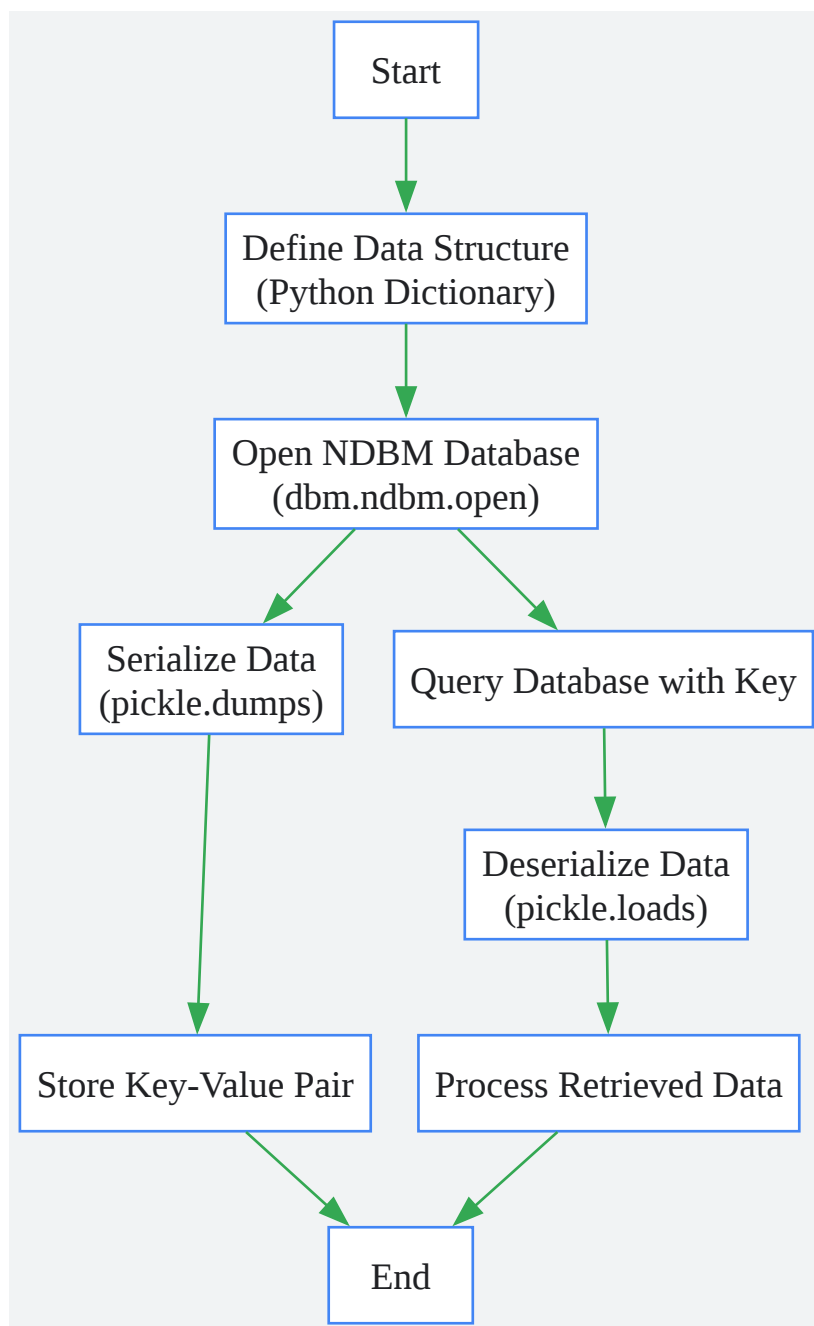 Start
Define Data Structure
(Python Dictionary)
Open NDBM Database
(dbm.ndbm.open)
Serialize Data
(pickle.dumps)
Query Database with Key
Deserialize Data
(pickle.loads)
Store Key-Value Pair
Process Retrieved Data
End